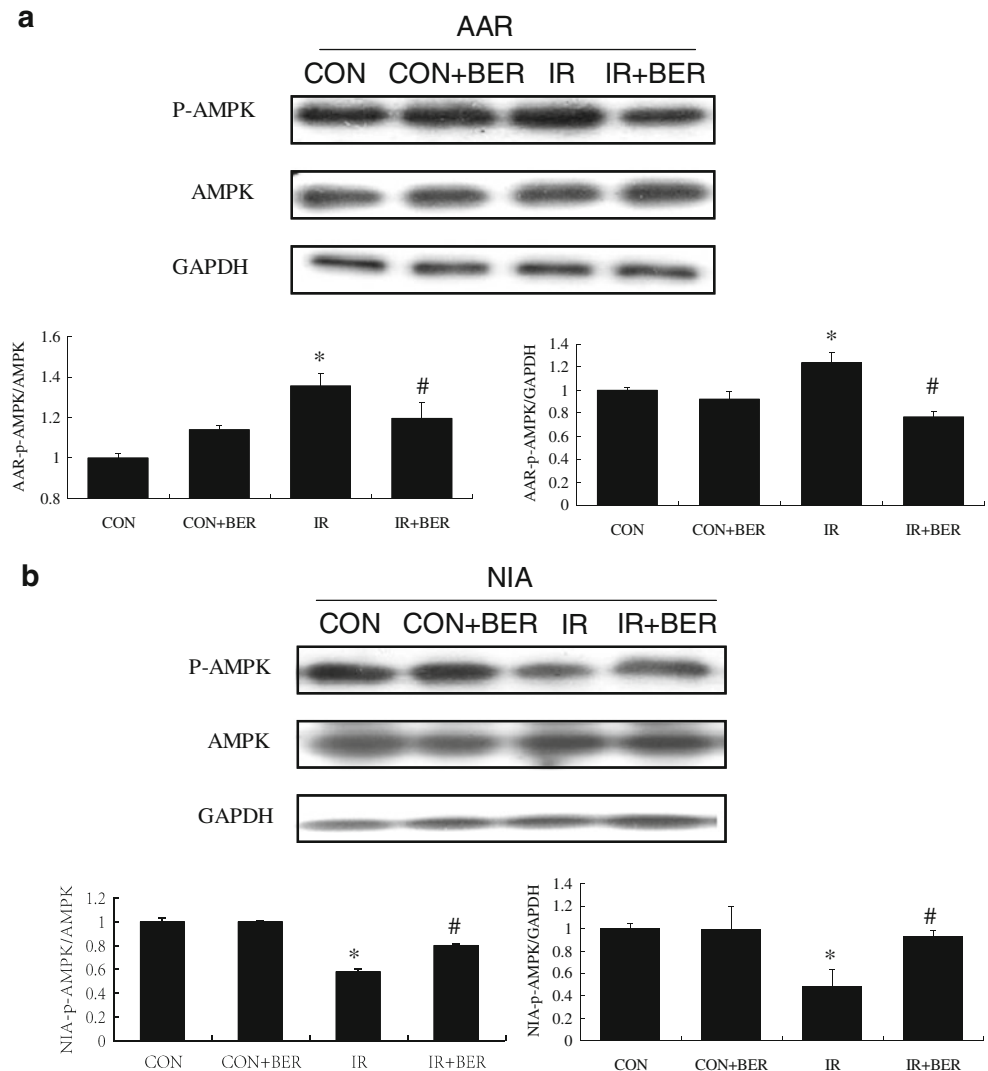 a
AAR
CON CON+BER IR IR+BER
P-AMPK
AMPK
GAPDH
AAR-p-AMPK/AMPK
1.6
1.4
1.2
1
0.8
*
#
CON CON+BER IR IR+BER
AAR-p-AMPK/GAPDH
1.4
1.2
1
0.8
0.6
0.4
0.2
0
*
#
CON CON+BER IR IR+BER
b
NIA
CON CON+BER IR IR+BER
P-AMPK
AMPK
GAPDH
NIA-p-AMPK/AMPK
1.2
1
0.8
0.6
0.4
0.2
0
*
#
CON CON+BER IR IR+BER
NIA-p-AMPK/GAPDH
1.4
1.2
1
0.8
0.6
0.4
0.2
0
*
#
CON CON+BER IR IR+BER